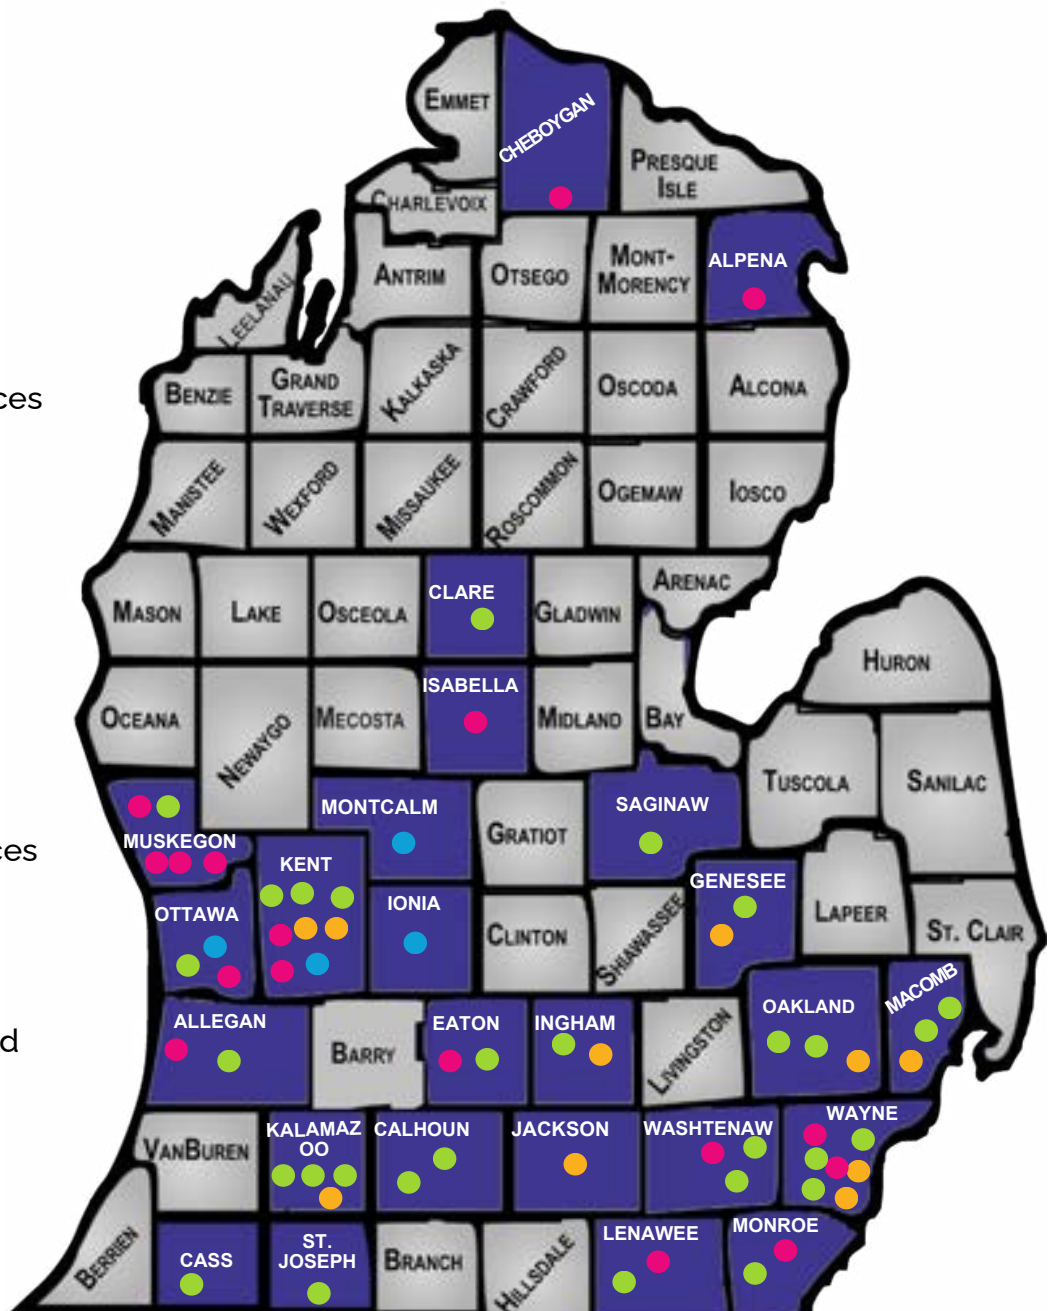 EMMET
CHEBOYGAN
PRESQUE
ISLE
CHARLEVOIX
ANTRIM
OTSEGO
MONT-
MORENCY
ALPENA
LEELANAU
BENZIE
GRAND
TRAVERSE
KALKASKA
CRAWFORD
OSCODA
ALCONA
ces
MANISTEE
WEXFORD
MISSAUKEE
ROSCOMMON
OGEMAW
IOSCO
MASON
LAKE
OSCEOLA
CLARE
GLADWIN
ARENAC
HURON
OCEANA
NEWAYGO
MECOSTA
ISABELLA
MIDLAND
BAY
TUSCOLA
SANILAC
MUSKEGON
MONTCALM
GRATIOT
SAGINAW
ces
KENT
GENESEE
OTTAWA
IONIA
CLINTON
SHIAWASSEE
LAPEER
ST. CLAIR
d
ALLEGAN
BARRY
EATON
INGHAM
LIVINGSTON
OAKLAND
MACOMB
VANBUREN
KALAMAZ
OO
CALHOUN
JACKSON
WASHTENAW
WAYNE
BERRIEN
CASS
ST.
JOSEPH
BRANCH
HILLSDALE
LENAWEE
MONROE